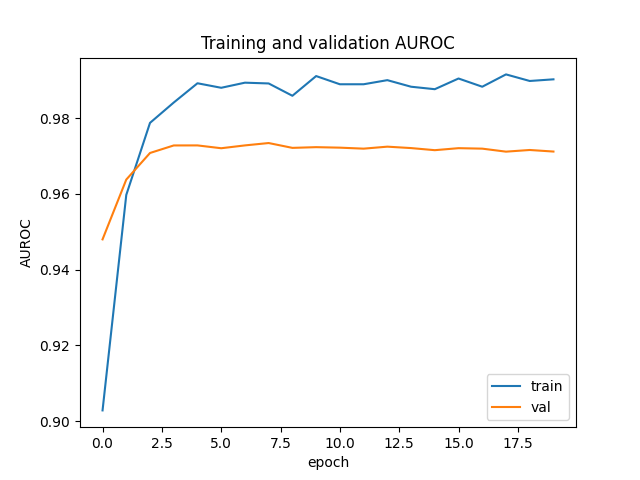 Training and validation AUROC
AUROC
0.98
0.96
0.94
0.92
0.90
0.0 2.5 5.0 7.5 10.0 12.5 15.0 17.5
epoch
train
val